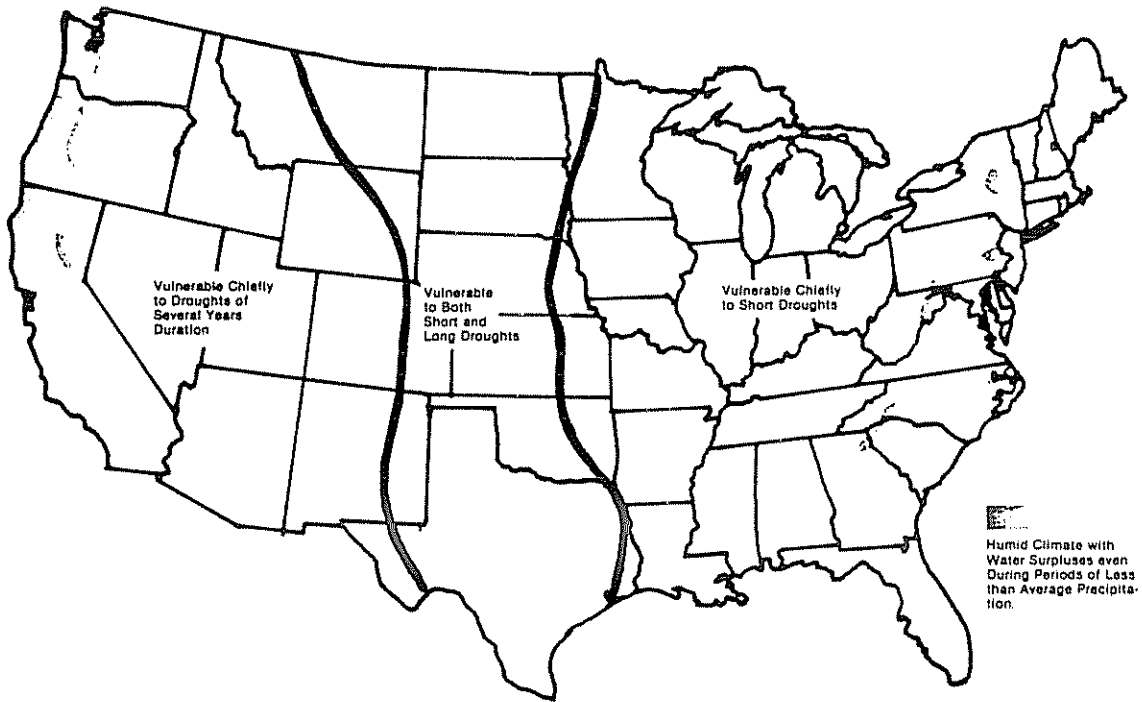 Vulnerable Chiefly
to Droughts of
Several Years
Duration
Vulnerable
to Both
Short and
Long Droughts
Vulnerable Chiefly
to Short Droughts
Humid Climate with
Water Surpluses even
During Periods of Less
than Average Precipita-
tion.